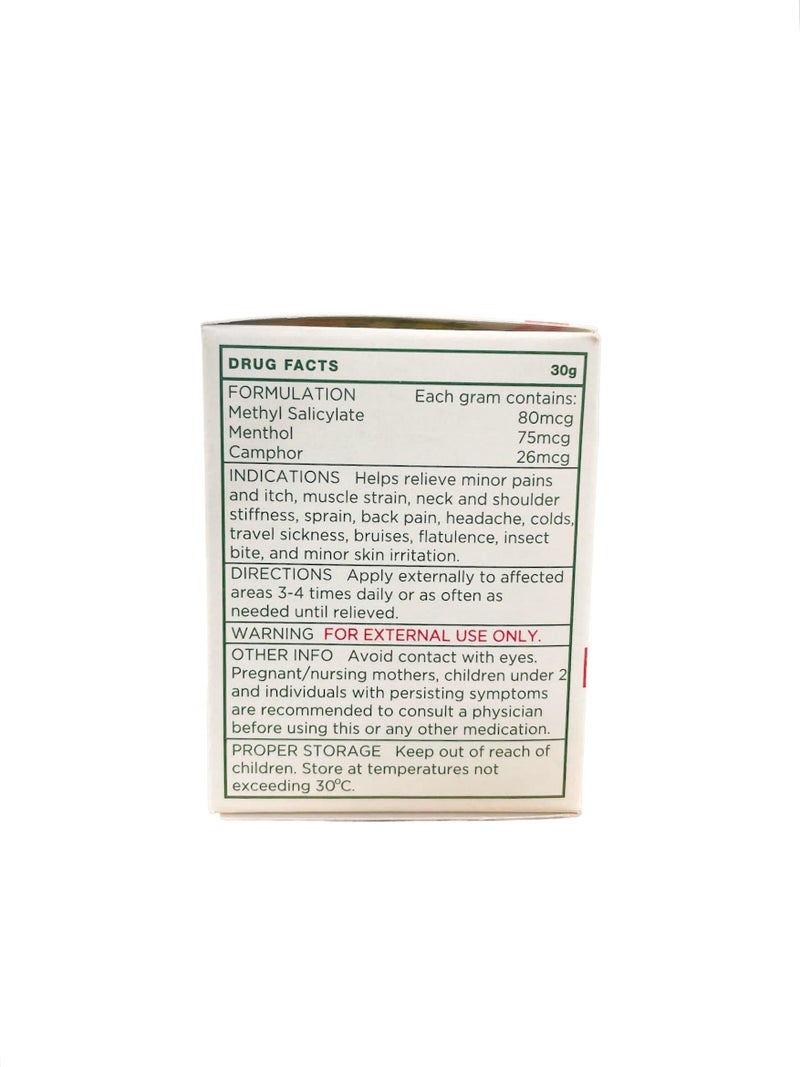 DRUG FACTS 30g
FORMULATION Each gram contains:
Methyl Salicylate 80mcg
Menthol 75mcg
Camphor 26mcg
INDICATIONS Helps relieve minor pains
and itch, muscle strain, neck and shoulder
stiffness, sprain, back pain, headache, colds,
travel sickness, bruises, flatulence, insect
bite, and minor skin irritation.
DIRECTIONS Apply externally to affected
areas 3-4 times daily or as often as
needed until relieved.
WARNING FOR EXTERNAL USE ONLY.
OTHER INFO Avoid contact with eyes.
Pregnant/nursing mothers, children under 2
and individuals with persisting symptoms
are recommended to consult a physician
before using this or any other medication.
PROPER STORAGE Keep out of reach of
children. Store at temperatures not
exceeding 30ºC.